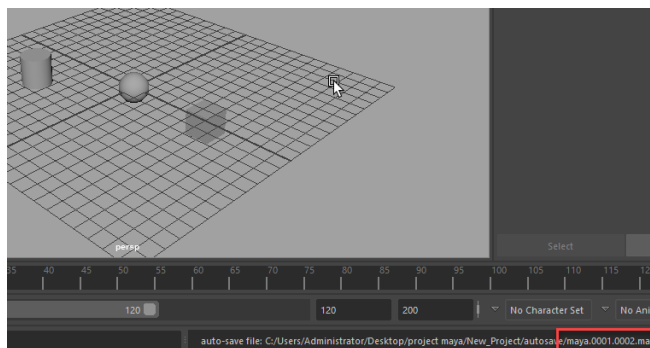 persp
Select
35 40 45 50 55 60 65 70 75 80 85 90 95 100 105 110 115
120 120 200 No Character Set
auto-save file: C:/Users/Administrator/Desktop/project maya/New_Project/autosave/maya.0001.0002.ma